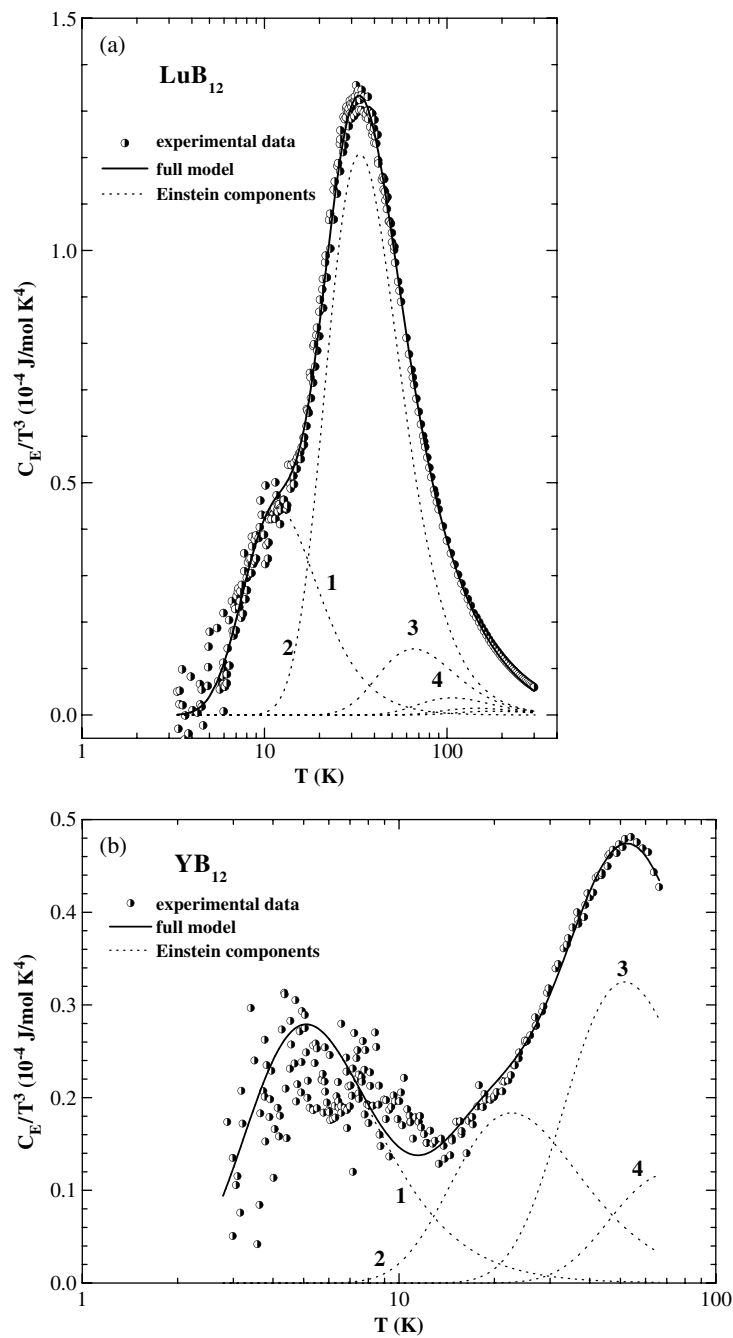 (a)
LuB12
experimental data
full model
Einstein components
1.5
1.0
0.5
0.0
CE/T3 (10-4 J/mol K4)
1
2
3
4
1
10
100
T (K)
(b)
YB12
experimental data
full model
Einstein components
0.5
0.4
0.3
0.2
0.1
0.0
CE/T3 (10-4 J/mol K4)
3
1
4
2
1
10
100
T (K)